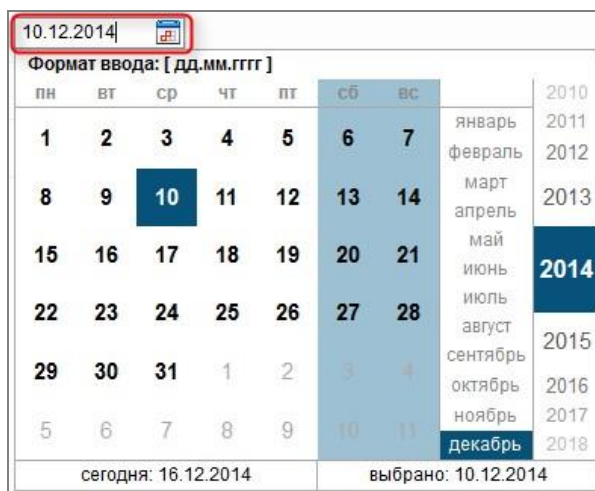 10.12.2014
Формат ввода: [ дд.мм.гггг ]
пн вт ср чт пт сб вс
1 2 3 4 5 6 7
8 9 10 11 12 13 14
15 16 17 18 19 20 21
22 23 24 25 26 27 28
29 30 31 1 2 3 4
5 6 7 8 9 10 11
январь
февраль
март
апрель
май
июнь
июль
август
сентябрь
октябрь
ноябрь
декабрь
2010
2011
2012
2013
2014
2015
2016
2017
2018
сегодня: 16.12.2014
выбрано: 10.12.2014